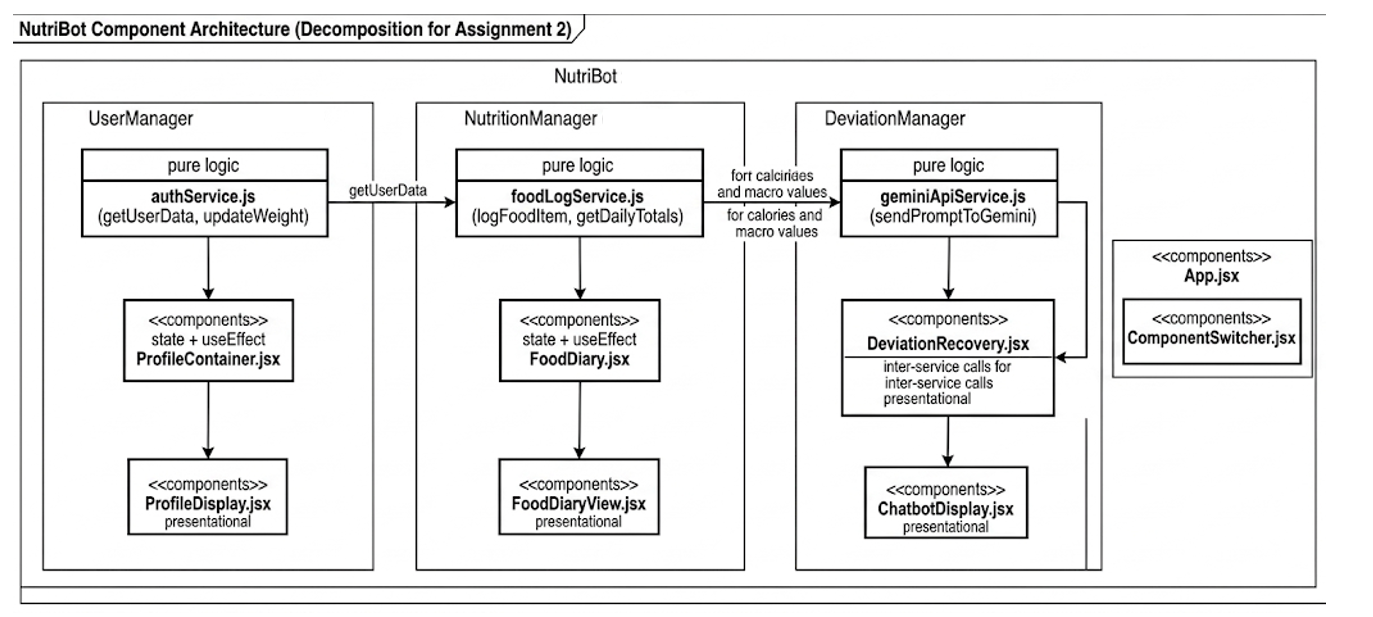 NutriBot Component Architecture (Decomposition for Assignment 2)
NutriBot
UserManager
pure logic
authService.js
(getUserData, updateWeight)
<<components>>
state + useEffect
ProfileContainer.jsx
<<components>>
ProfileDisplay.jsx
presentational
getUserData
NutritionManager
pure logic
foodLogService.js
(logFoodItem, getDailyTotals)
<<components>>
state + useEffect
FoodDiary.jsx
<<components>>
FoodDiaryView.jsx
presentational
and macro values
for calories and
macro values
DeviationManager
pure logic
geminiApiService.js
(sendPromptToGemini)
<<components>>
DeviationRecovery.jsx
inter-service calls for
inter-service calls
presentational
<<components>>
ChatbotDisplay.jsx
presentational
<<components>>
App.jsx
<<components>>
ComponentSwitcher.jsx